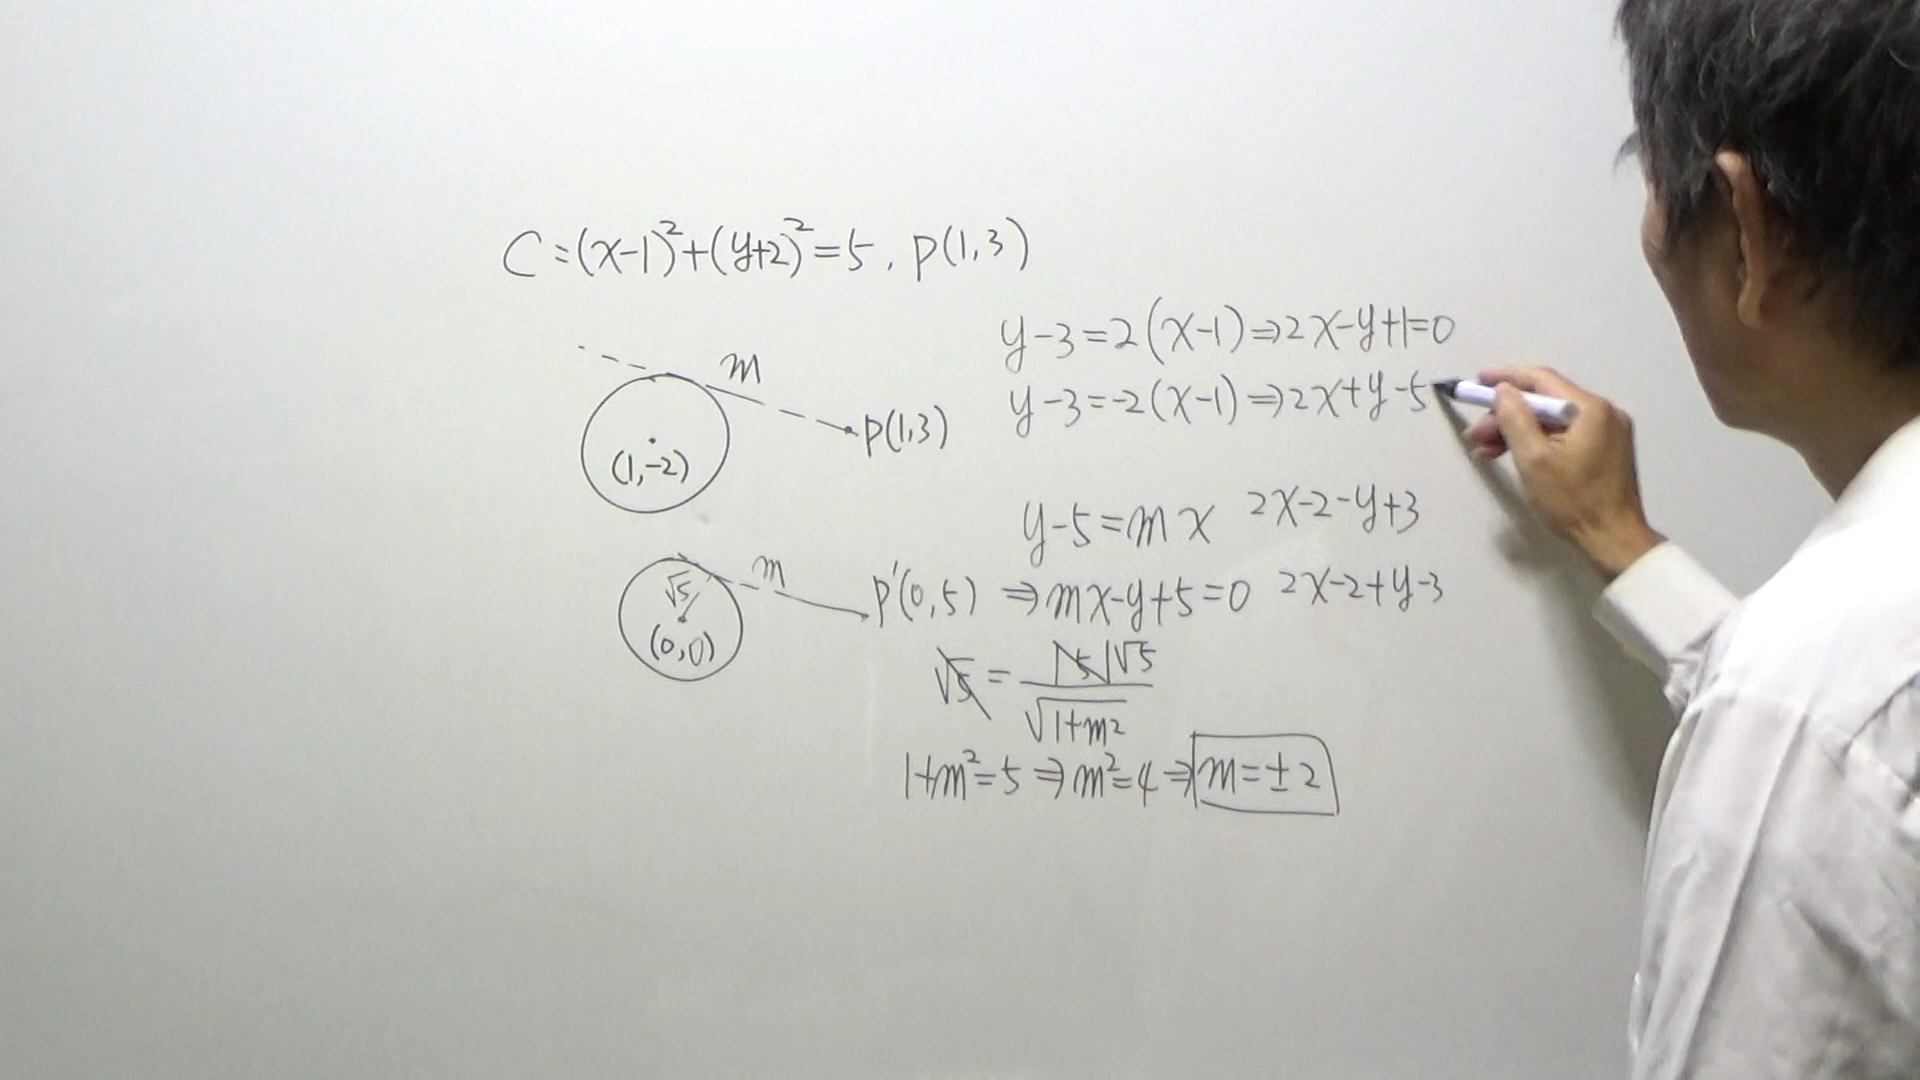 C:(x-1)²+(y+2)²=5, P(1,3)
y-3=2(x-1)⇒2x-y+1=0
m
y-3=-2(x-1)⇒2x+y-5
P(1,3)
(1,-2)
y-5=mx 2x-2-y+3
m
√5
P'(0,5) ⇒mx-y+5=0 2x-2+y-3
(0,0)
√5=|5|√5/√1+m²
1+m²=5⇒m²=4⇒m=±2